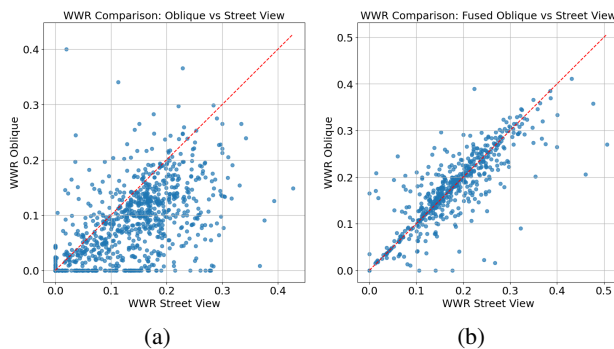 WWR Comparison: Oblique vs Street View
0.4
0.3
0.2
0.1
0.0
WWR Oblique
0.0 0.1 0.2 0.3 0.4
WWR Street View
(a)
WWR Comparison: Fused Oblique vs Street View
0.5
0.4
0.3
0.2
0.1
0.0
WWR Oblique
0.0 0.1 0.2 0.3 0.4 0.5
WWR Street View
(b)